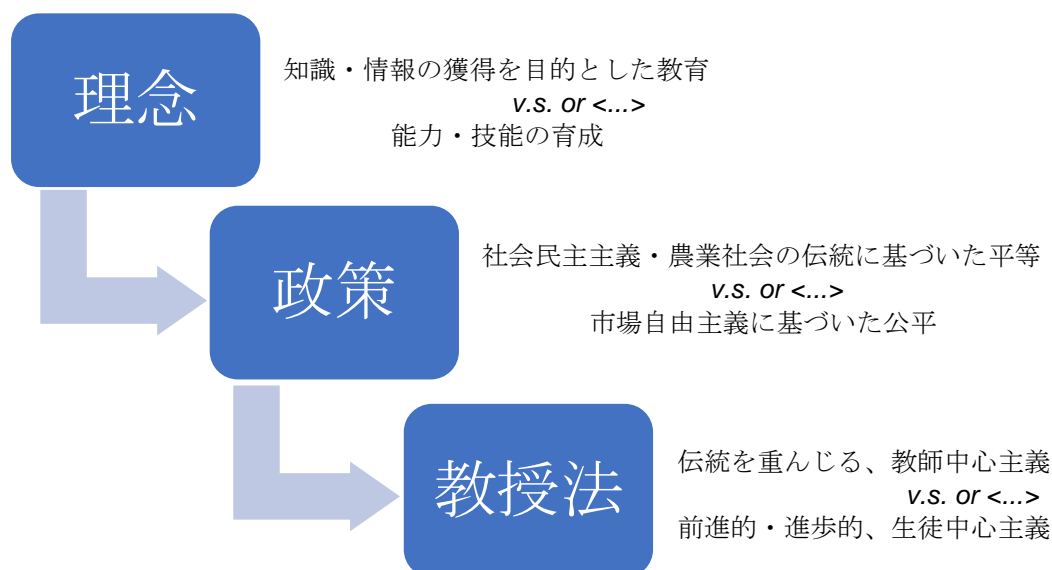 理念
知識・情報の獲得を目的とした教育
v.s. or <...>
能力・技能の育成
政策
社会民主主義・農業社会の伝統に基づいた平等
v.s. or <...>
市場自由主義に基づいた公平
教授法
伝統を重んじる、教師中心主義
v.s. or <...>
前進的・進歩的、生徒中心主義